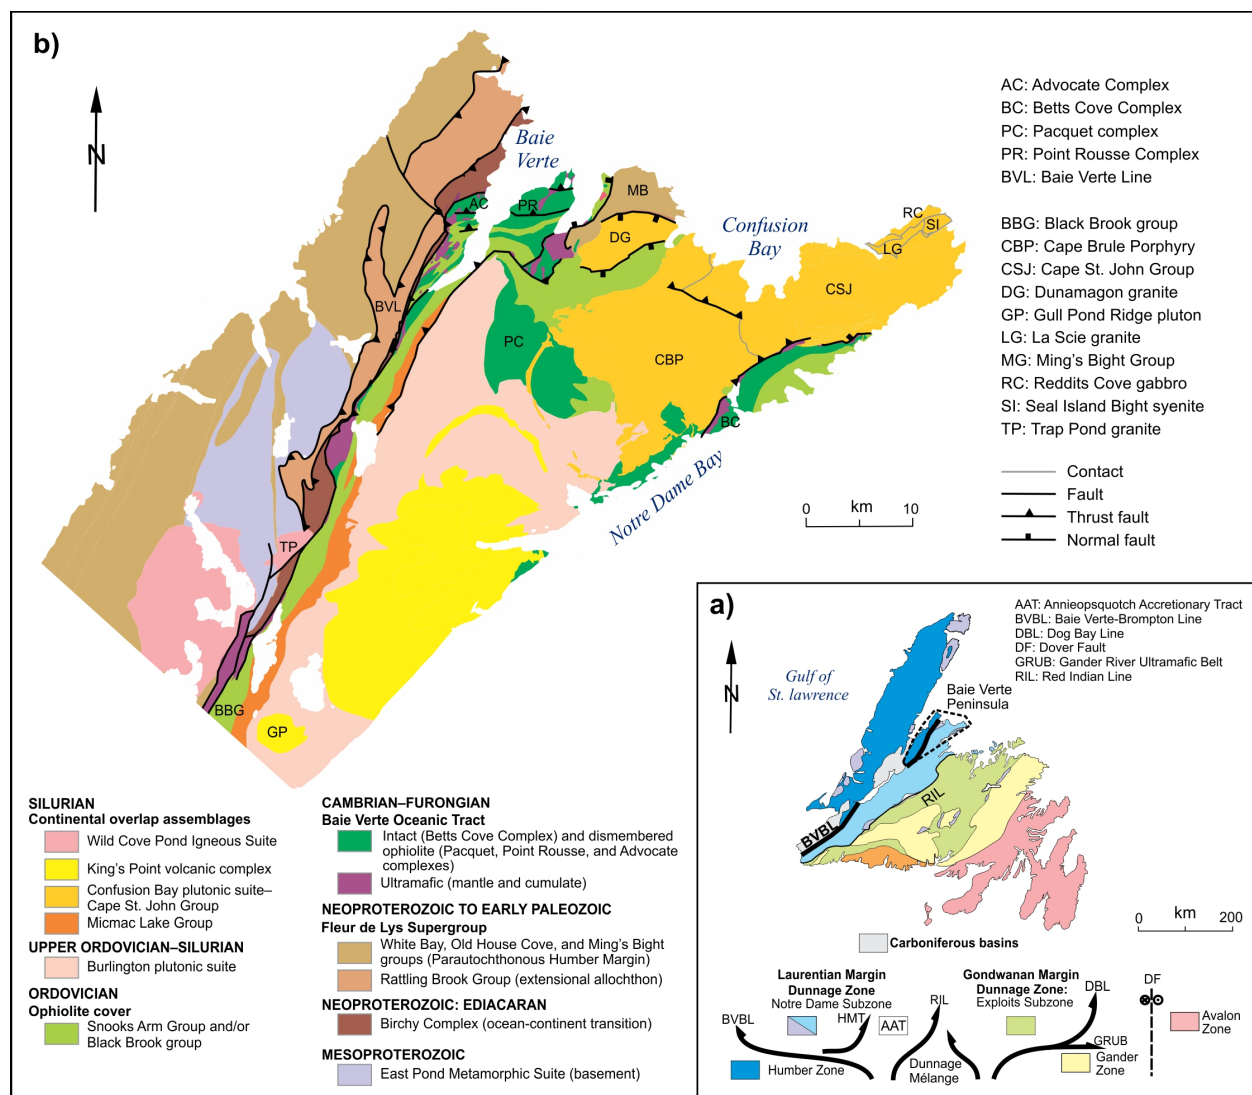 b)
N
Baie
Verte
Confusion
Bay
Notre Dame Bay
AC
PR
MB
DG
RC
SI
LG
CSJ
BVL
PC
CBP
BC
TP
BBG
GP
0 km 10
AC: Advocate Complex
BC: Betts Cove Complex
PC: Pacquet complex
PR: Point Rousse Complex
BVL: Baie Verte Line
BBG: Black Brook group
CBP: Cape Brule Porphyry
CSJ: Cape St. John Group
DG: Dunamagon granite
GP: Gull Pond Ridge pluton
LG: La Scie granite
MG: Ming's Bight Group
RC: Reddits Cove gabbro
SI: Seal Island Bight syenite
TP: Trap Pond granite
Contact
Fault
Thrust fault
Normal fault
SILURIAN
Continental overlap assemblages
Wild Cove Pond Igneous Suite
King's Point volcanic complex
Confusion Bay plutonic suite–
Cape St. John Group
Micmac Lake Group
UPPER ORDOVICIAN–SILURIAN
Burlington plutonic suite
ORDOVICIAN
Ophiolite cover
Snooks Arm Group and/or
Black Brook group
CAMBRIAN–FURONGIAN
Baie Verte Oceanic Tract
Intact (Betts Cove Complex) and dismembered
ophiolite (Pacquet, Point Rousse, and Advocate
complexes)
Ultramafic (mantle and cumulate)
NEOPROTEROZOIC TO EARLY PALEOZOIC
Fleur de Lys Supergroup
White Bay, Old House Cove, and Ming's Bight
groups (Parautochthonous Humber Margin)
Rattling Brook Group (extensional allochthon)
NEOPROTEROZOIC: EDIACARAN
Birchy Complex (ocean-continent transition)
MESOPROTEROZOIC
East Pond Metamorphic Suite (basement)
a)
AAT: Annieopsquotch Accretionary Tract
BVBL: Baie Verte-Brompton Line
DBL: Dog Bay Line
DF: Dover Fault
GRUB: Gander River Ultramafic Belt
RIL: Red Indian Line
N
Gulf of
St. lawrence
Baie Verte
Peninsula
RIL
BVBL
0 km 200
Carboniferous basins
Laurentian Margin
Dunnage Zone
Notre Dame Subzone
HMT
AAT
BVBL
Humber Zone
RIL
Dunnage
Mélange
Gondwanan Margin
Dunnage Zone:
Exploits Subzone
DBL
GRUB
Gander
Zone
DF
Avalon
Zone